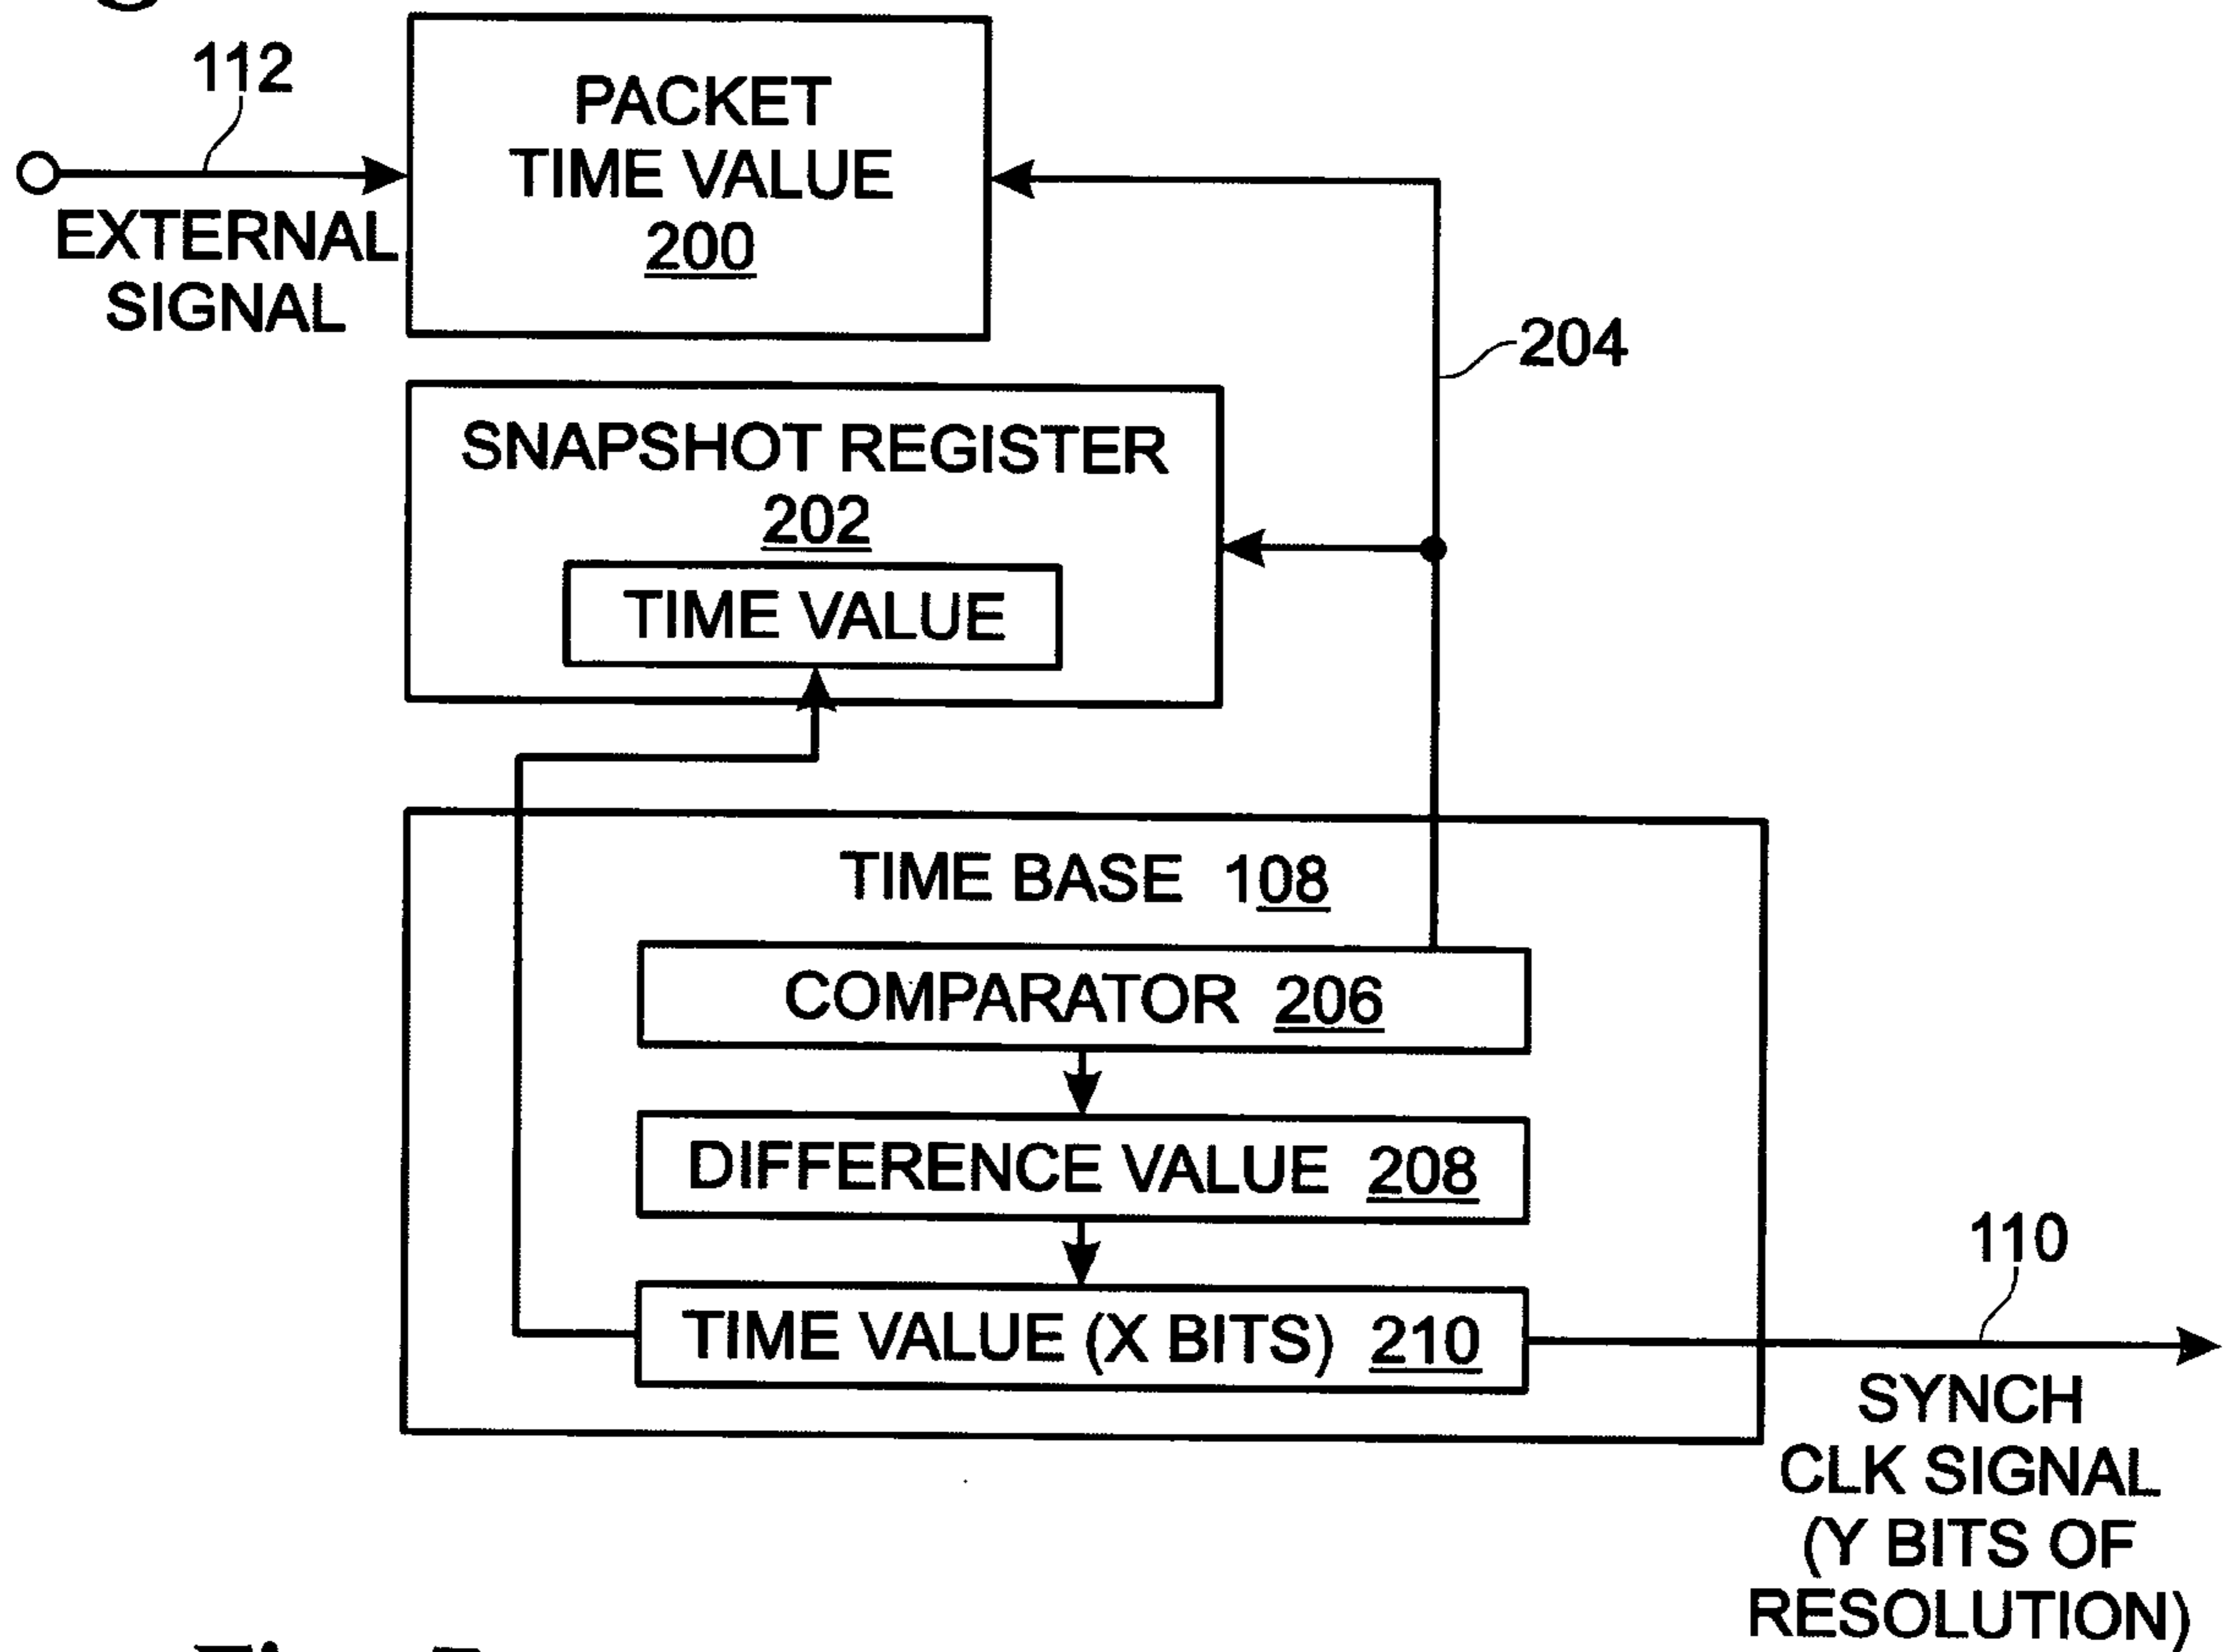 112
EXTERNAL
SIGNAL
PACKET
TIME VALUE
200
204
SNAPSHOT REGISTER
202
TIME VALUE
TIME BASE 108
COMPARATOR 206
DIFFERENCE VALUE 208
TIME VALUE (X BITS) 210
110
SYNCH
CLK SIGNAL
(Y BITS OF
RESOLUTION)